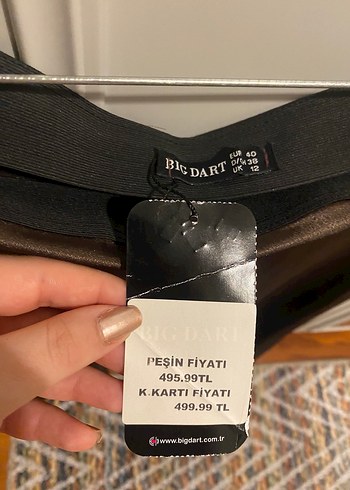 BIG DART
EUR 40
D/M 38
UK 12
BIG DART
PEŞİN FİYATI
495.99TL
K.KARTI FİYATI
499.99 TL
www.bigdart.com.tr